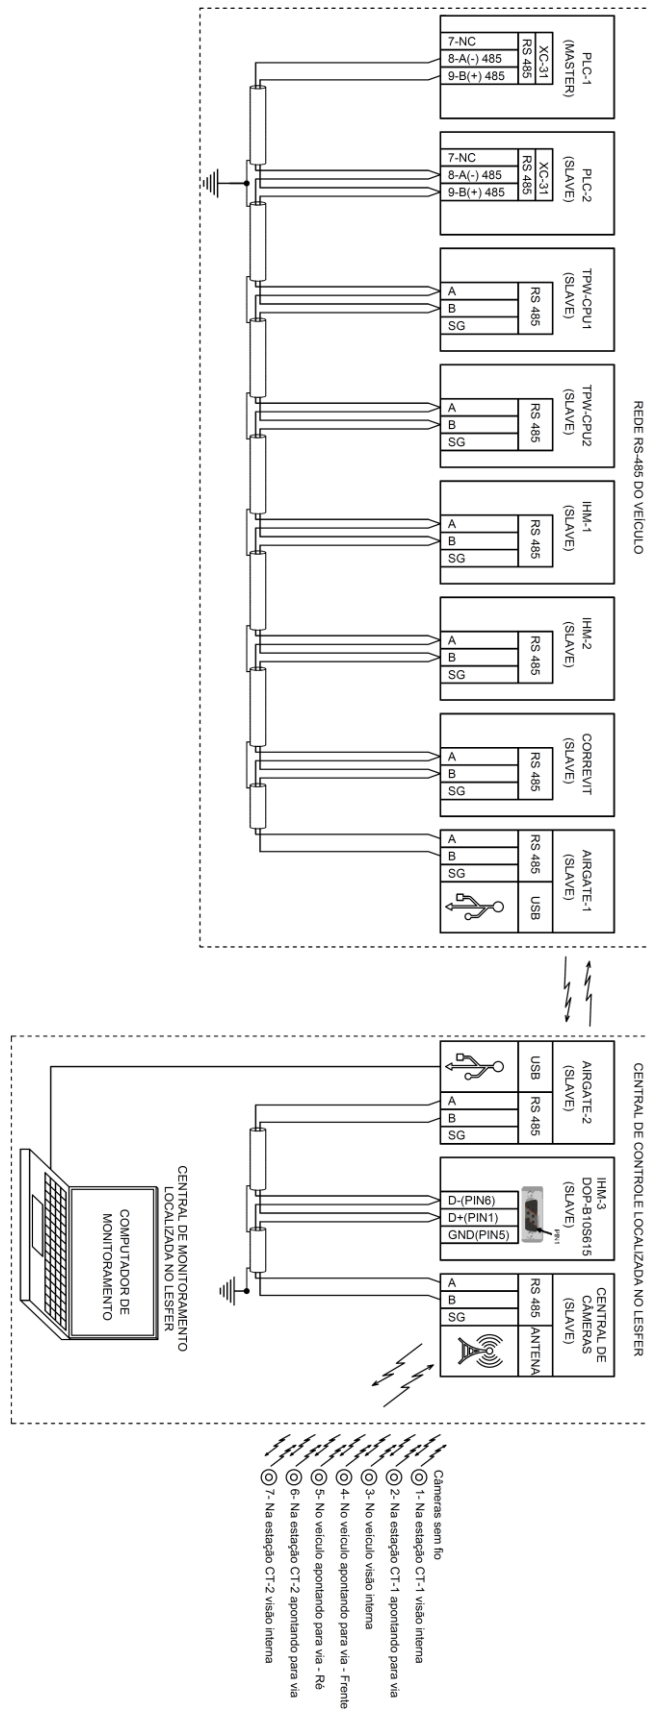 REDE RS-485 DO VEÍCULO
PLC-1
(MASTER)
XC-31
RS 485
7-NC
8-A(-) 485
9-B(+) 485
PLC-2
(SLAVE)
XC-31
RS 485
7-NC
8-A(-) 485
9-B(+) 485
TPW-CPU1
(SLAVE)
RS 485
A
B
SG
TPW-CPU2
(SLAVE)
RS 485
A
B
SG
IHM-1
(SLAVE)
RS 485
A
B
SG
IHM-2
(SLAVE)
RS 485
A
B
SG
CORREVIT
(SLAVE)
RS 485
A
B
SG
AIRGATE-1
(SLAVE)
RS 485
USB
A
B
SG
CENTRAL DE CONTROLE LOCALIZADA NO LESFER
AIRGATE-2
(SLAVE)
USB
RS 485
A
B
SG
IHM-3
DOP-B10S615
(SLAVE)
PIN1
D-(PIN6)
D+(PIN1)
GND(PIN5)
CENTRAL DE
CÂMERAS
(SLAVE)
RS 485
ANTENA
A
B
SG
CENTRAL DE MONITORAMENTO
LOCALIZADA NO LESFER
COMPUTADOR DE
MONITORAMENTO
Câmeras sem fio
1- Na estação CT-1 visão interna
2- Na estação CT-1 apontando para via
3- No veículo visão interna
4- No veículo apontando para via - Frente
5- No veículo apontando para via - Ré
6- Na estação CT-2 apontando para via
7- Na estação CT-2 visão interna